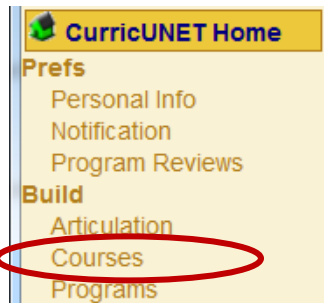 CurricUNET Home
Prefs
Personal Info
Notification
Program Reviews
Build
Articulation
Courses
Programs